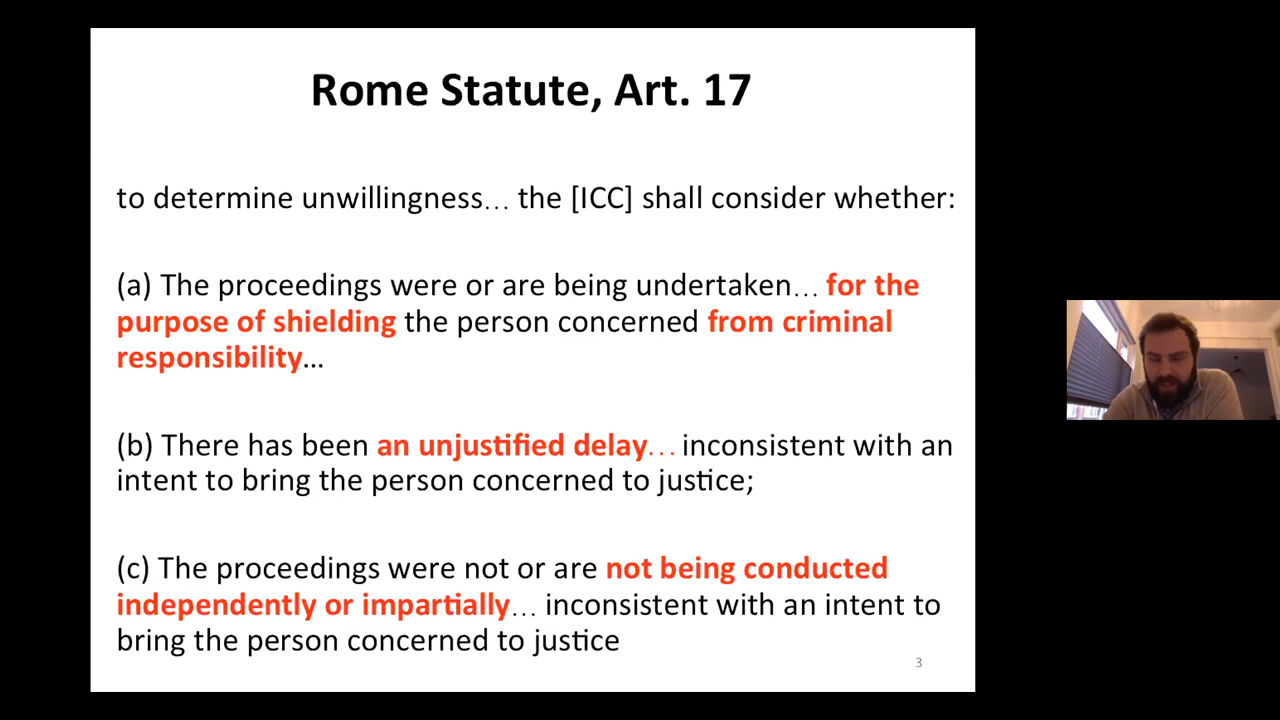 Rome Statute, Art. 17
to determine unwillingness… the [ICC] shall consider whether:
(a) The proceedings were or are being undertaken… for the
purpose of shielding the person concerned from criminal
responsibility…
(b) There has been an unjustified delay… inconsistent with an
intent to bring the person concerned to justice;
(c) The proceedings were not or are not being conducted
independently or impartially… inconsistent with an intent to
bring the person concerned to justice
3